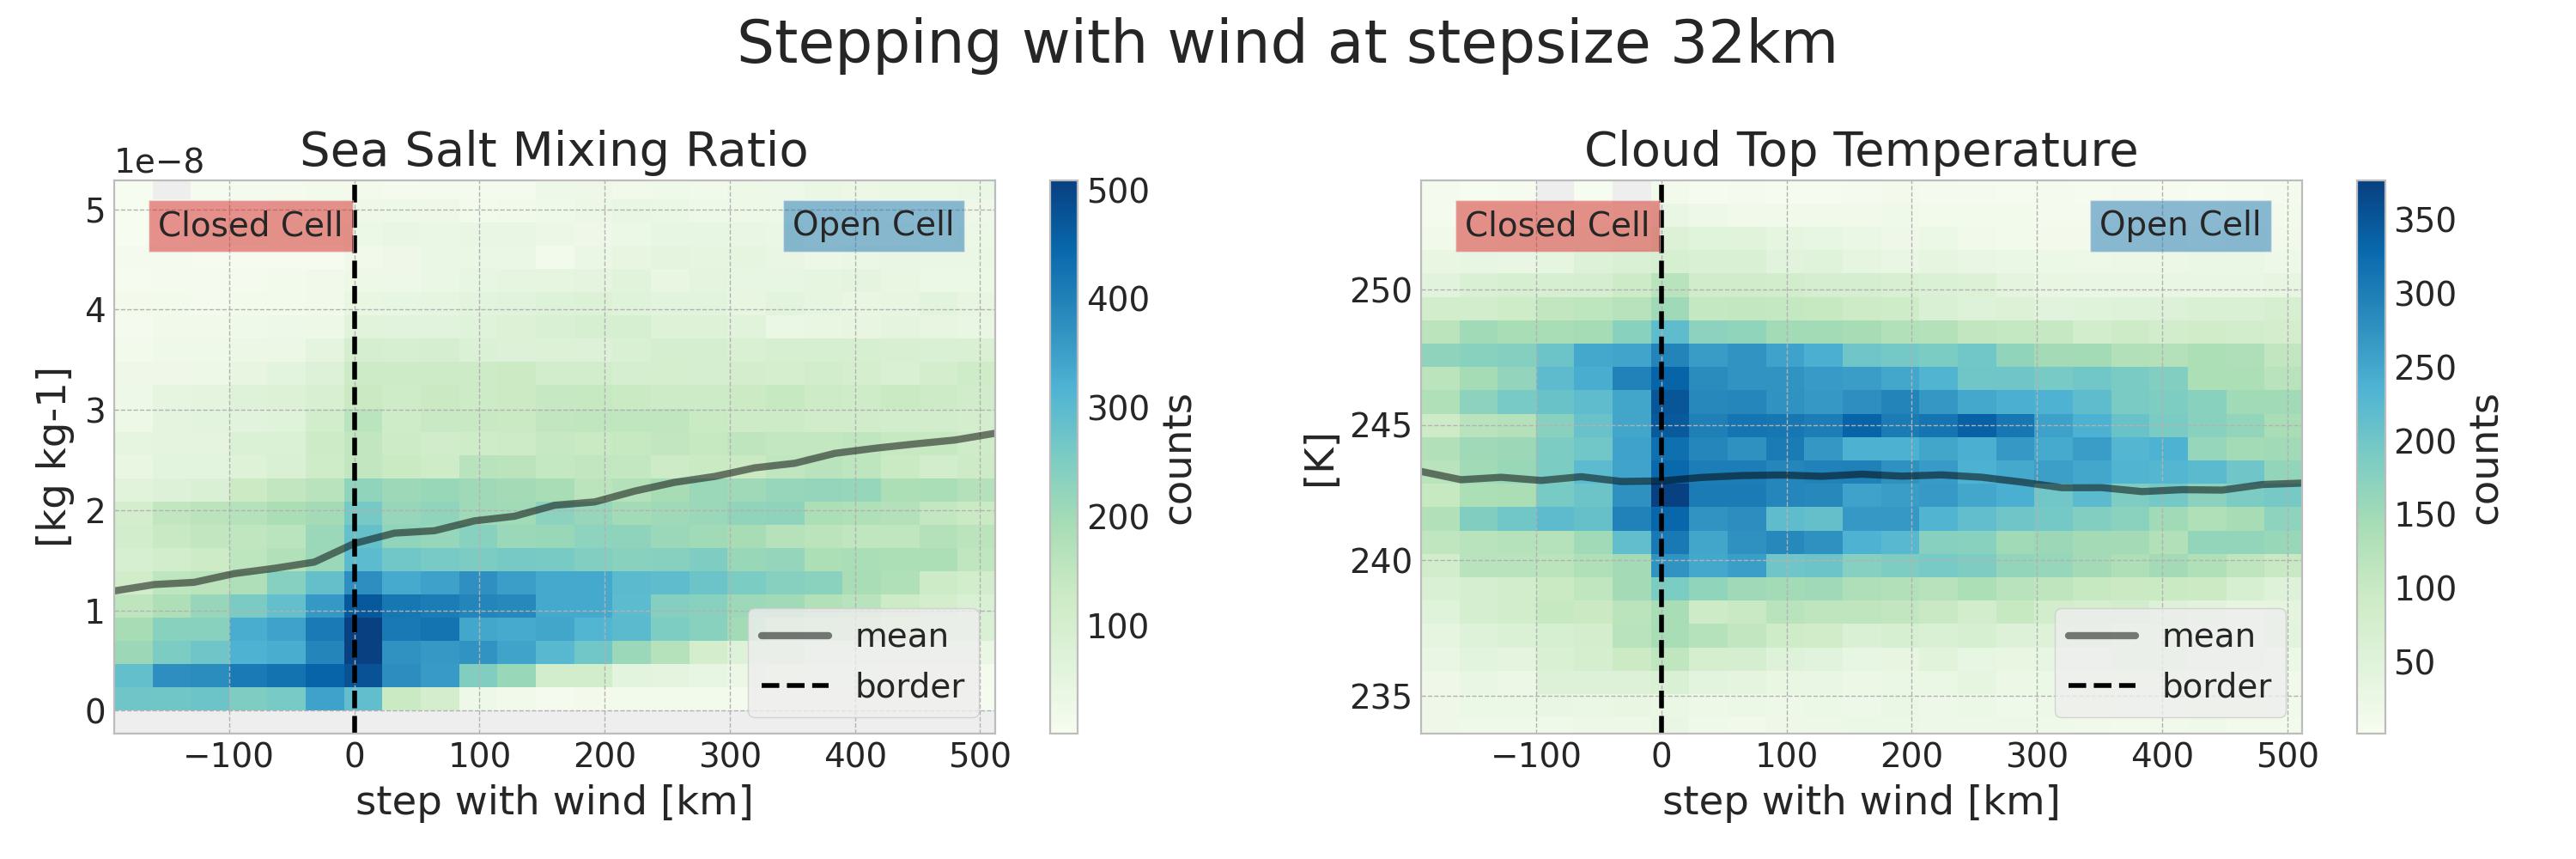 Stepping with wind at stepsize 32km
Sea Salt Mixing Ratio
1e−8
Closed Cell
Open Cell
5
4
3
2
1
0
[kg kg-1]
mean
border
−100 0 100 200 300 400 500
step with wind [km]
500
400
300
200
100
counts
Cloud Top Temperature
Closed Cell
Open Cell
250
245
240
235
[K]
mean
border
−100 0 100 200 300 400 500
step with wind [km]
350
300
250
200
150
100
50
counts